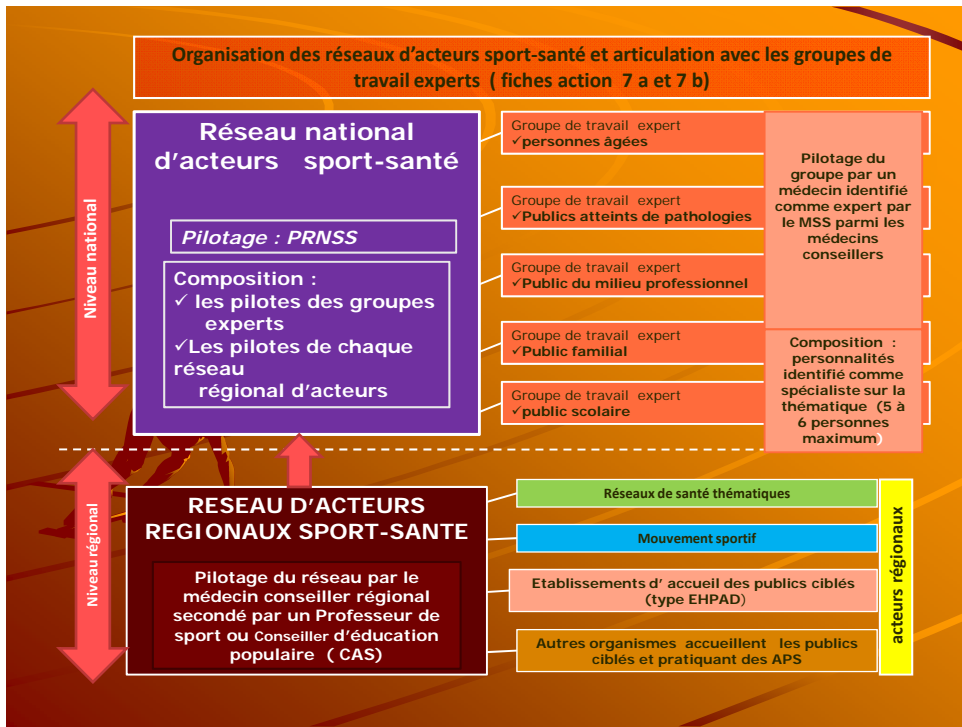 Organisation des réseaux d'acteurs sport-santé et articulation avec les groupes de
travail experts ( fiches action 7 a et 7 b)
Niveau national
Réseau national
d'acteurs sport-santé
Pilotage : PRNSS
Composition :
✓ les pilotes des groupes
experts
✓Les pilotes de chaque
réseau
régional d'acteurs
Groupe de travail expert
✓personnes âgées
Groupe de travail expert
✓Publics atteints de pathologies
Groupe de travail expert
✓Public du milieu professionnel
Groupe de travail expert
✓Public familial
Groupe de travail expert
✓public scolaire
Pilotage du
groupe par un
médecin identifié
comme expert par
le MSS parmi les
médecins
conseillers
Composition :
personnalités
identifié comme
spécialiste sur la
thématique (5 à
6 personnes
maximum)
Niveau régional
RESEAU D'ACTEURS
REGIONAUX SPORT-SANTE
Pilotage du réseau par le
médecin conseiller régional
secondé par un Professeur de
sport ou Conseiller d'éducation
populaire ( CAS)
Réseaux de santé thématiques
Mouvement sportif
Etablissements d' accueil des publics ciblés
(type EHPAD)
Autres organismes accueillent les publics
ciblés et pratiquant des APS
acteurs régionaux